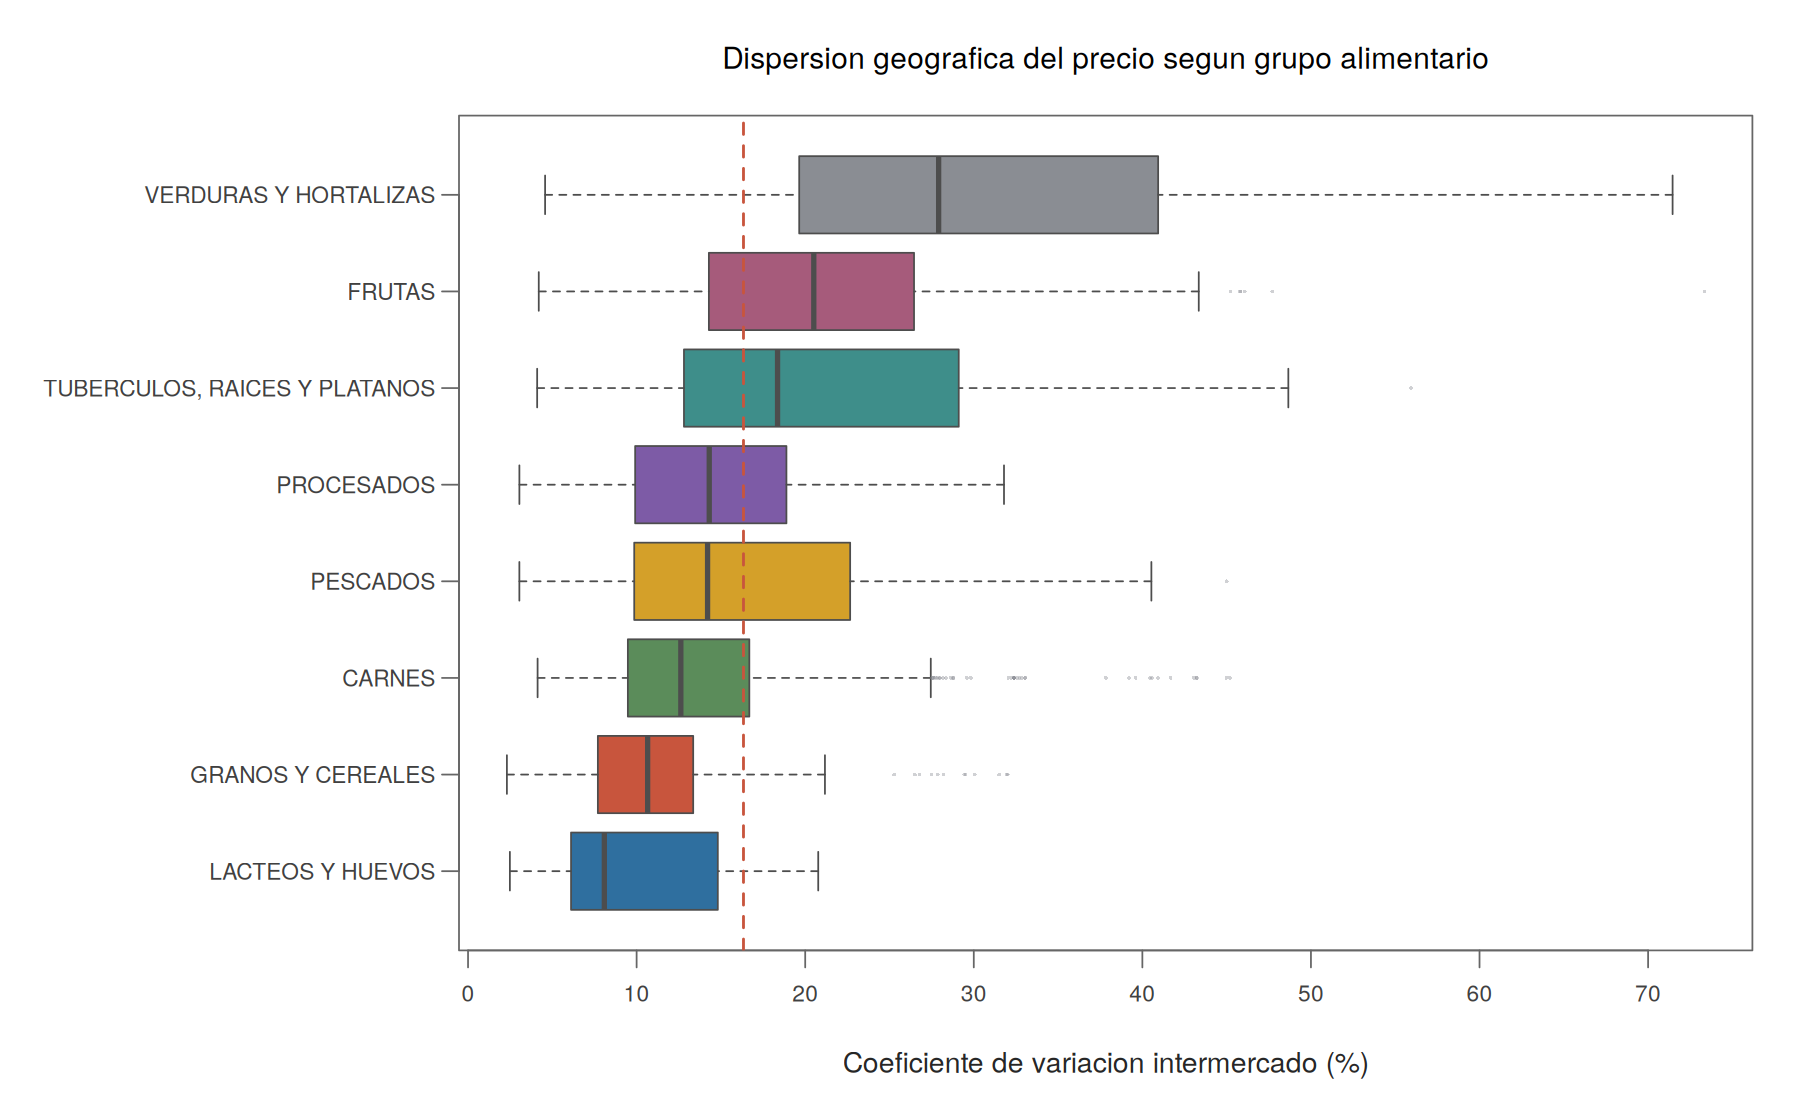 Dispersion geografica del precio segun grupo alimentario
VERDURAS Y HORTALIZAS
FRUTAS
TUBERCULOS, RAICES Y PLATANOS
PROCESADOS
PESCADOS
CARNES
GRANOS Y CEREALES
LACTEOS Y HUEVOS
0 10 20 30 40 50 60 70
Coeficiente de variacion intermercado (%)